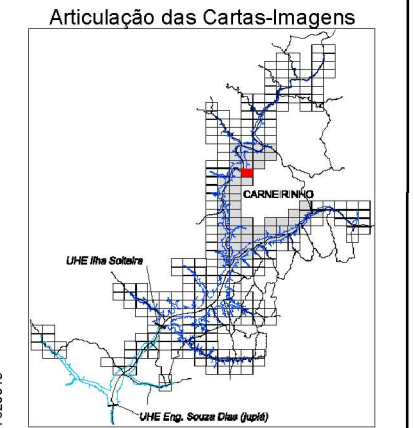 Articulação das Cartas-Imagens
CARNEIRINHO
UHE Ilha Solteira
UHE Eng. Souza Dias (jupiá)